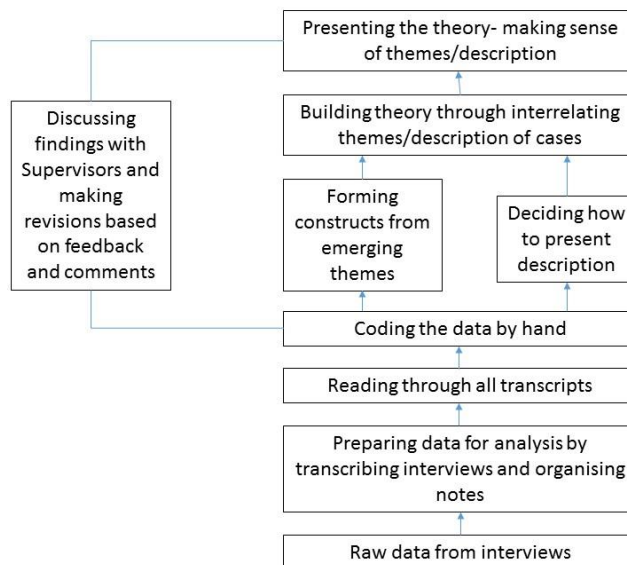 Presenting the theory- making sense
of themes/description
Discussing
findings with
Supervisors and
making
revisions based
on feedback
and comments
Building theory through interrelating
themes/description of cases
Forming
constructs from
emerging
themes
Deciding how
to present
description
Coding the data by hand
Reading through all transcripts
Preparing data for analysis by
transcribing interviews and organising
notes
Raw data from interviews